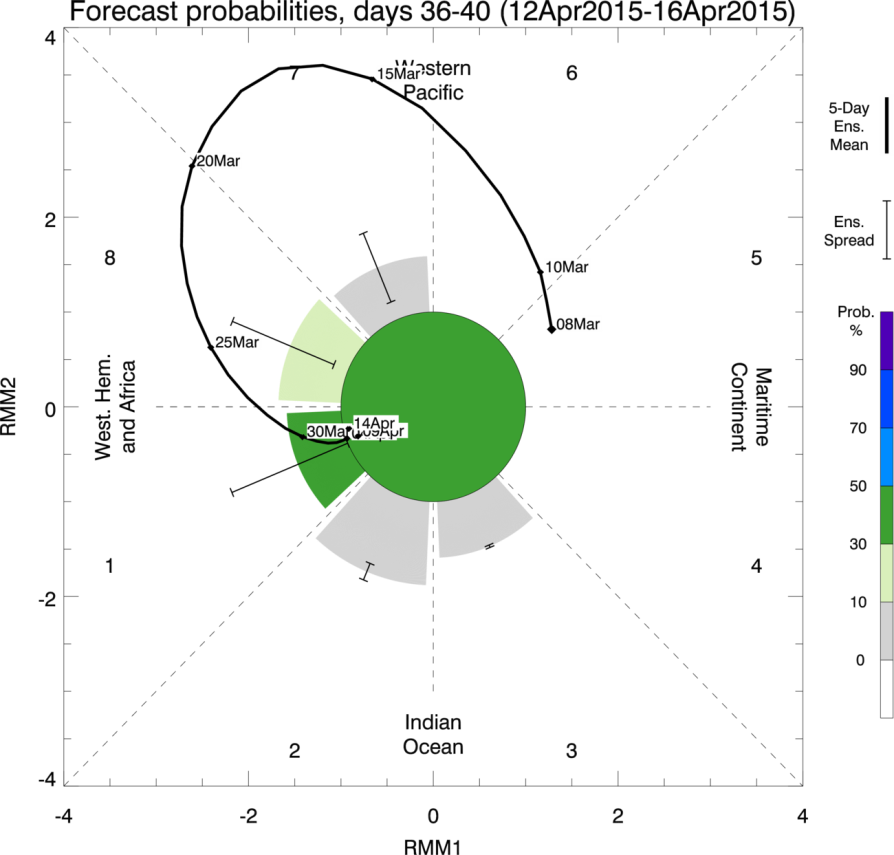 Forecast probabilities, days 36-40 (12Apr2015-16Apr2015)
4
2
0
-2
-4
-4
-2
0
2
4
RMM1
RMM2
7
6
8
5
1
4
2
3
Western
Pacific
West. Hem.
and Africa
Maritime
Continent
Indian
Ocean
15Mar
20Mar
10Mar
08Mar
25Mar
30Mar
14Apr
09Apr
5-Day
Ens.
Mean
Ens.
Spread
Prob.
%
90
70
50
30
10
0